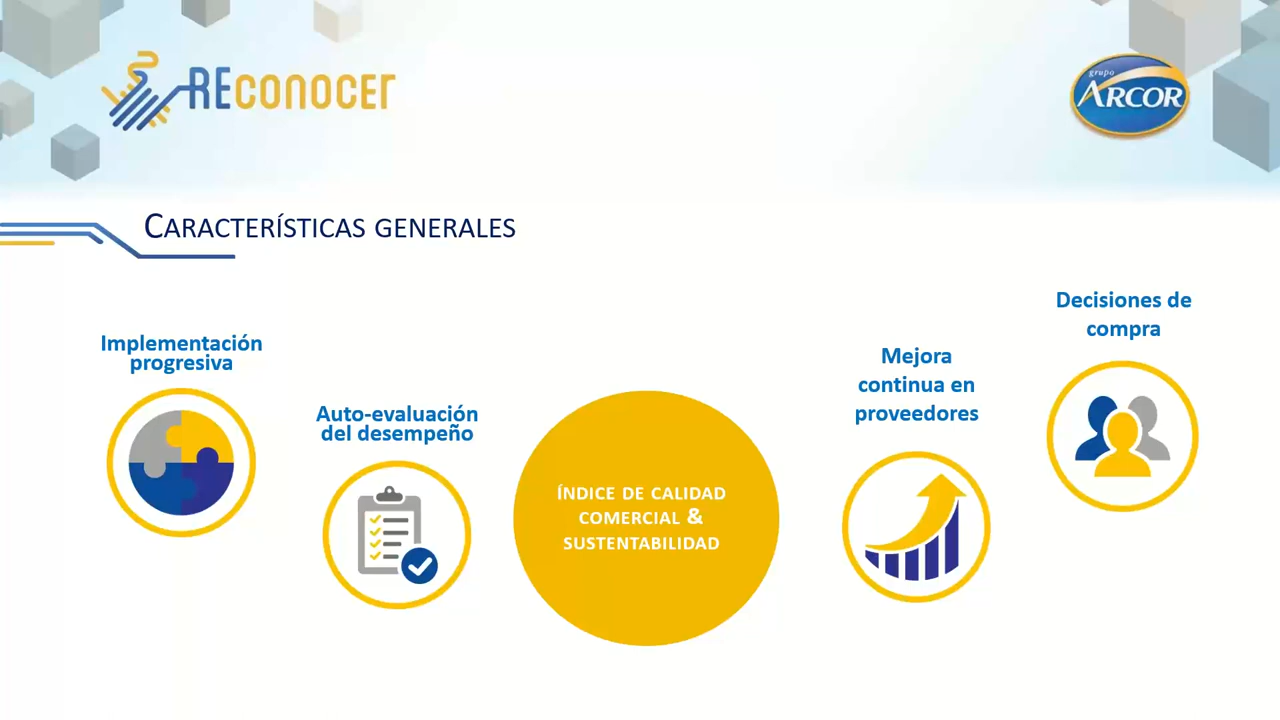 REconocer
grupo
ARCOR
CARACTERÍSTICAS GENERALES
Implementación
progresiva
Auto-evaluación
del desempeño
ÍNDICE DE CALIDAD
COMERCIAL &
SUSTENTABILIDAD
Mejora
continua en
proveedores
Decisiones de
compra